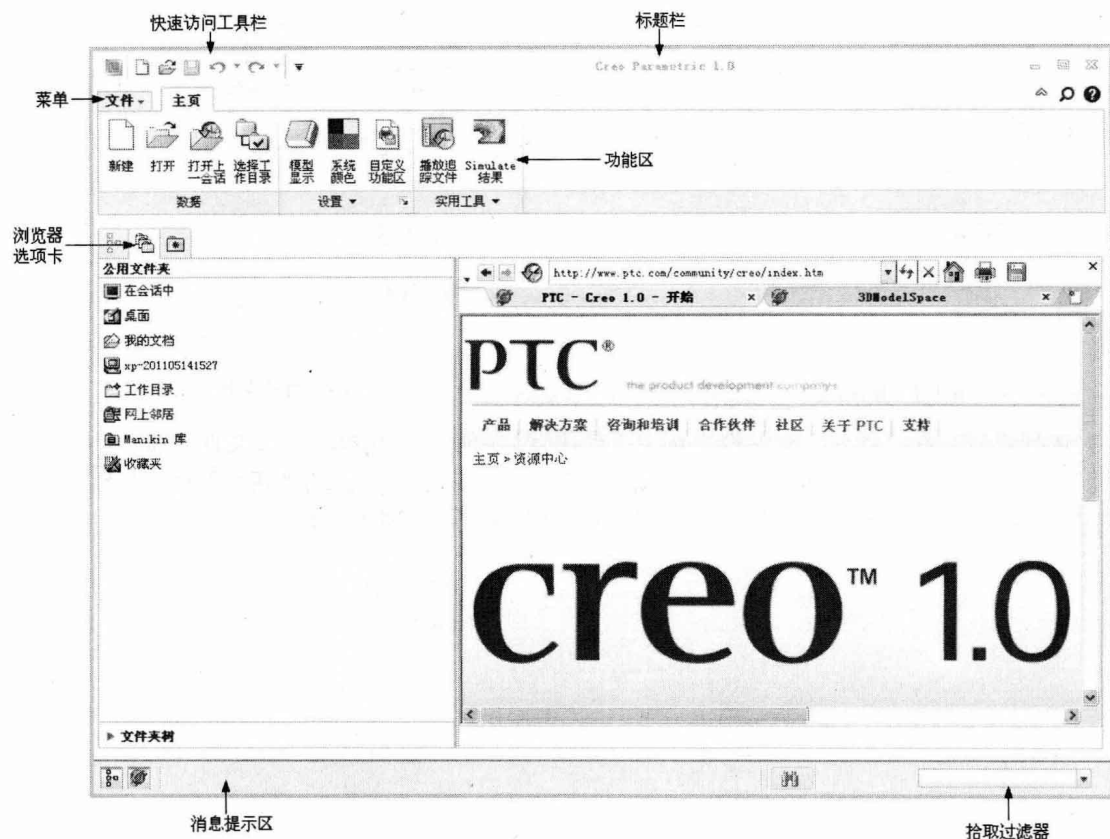 快速访问工具栏
标题栏
Creo Parametric 1.0
菜单
文件
主页
新建
打开
打开上一会话
选择工作目录
模型显示
系统颜色
自定义功能区
播放追踪文件
Simulate 结果
功能区
数据
设置
实用工具
浏览器
选项卡
公用文件夹
在会话中
桌面
我的文档
xp-201105141527
工作目录
网上邻居
Manikin 库
收藏夹
http://www.ptc.com/community/creo/index.htm
PTC - Creo 1.0 - 开始
3DModelSpace
PTC®
the product development company®
产品 | 解决方案 | 咨询和培训 | 合作伙伴 | 社区 | 关于 PTC | 支持
主页 > 资源中心
creo™ 1.0
文件夹树
消息提示区
拾取过滤器